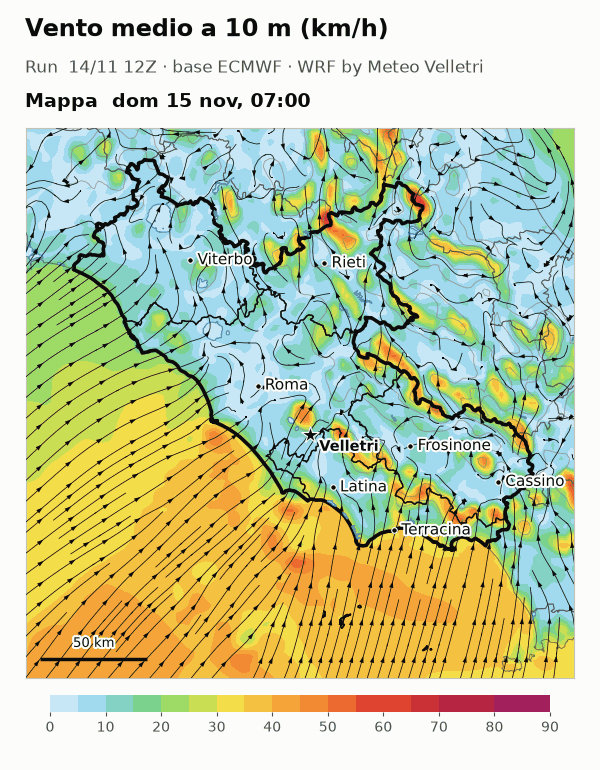 Vento medio a 10 m (km/h)
Run  14/11 12Z · base ECMWF · WRF by Meteo Velletri
Mappa  dom 15 nov, 07:00
Viterbo
Rieti
Roma
Velletri
Frosinone
Cassino
Latina
Terracina
50 km
0 10 20 30 40 50 60 70 80 90